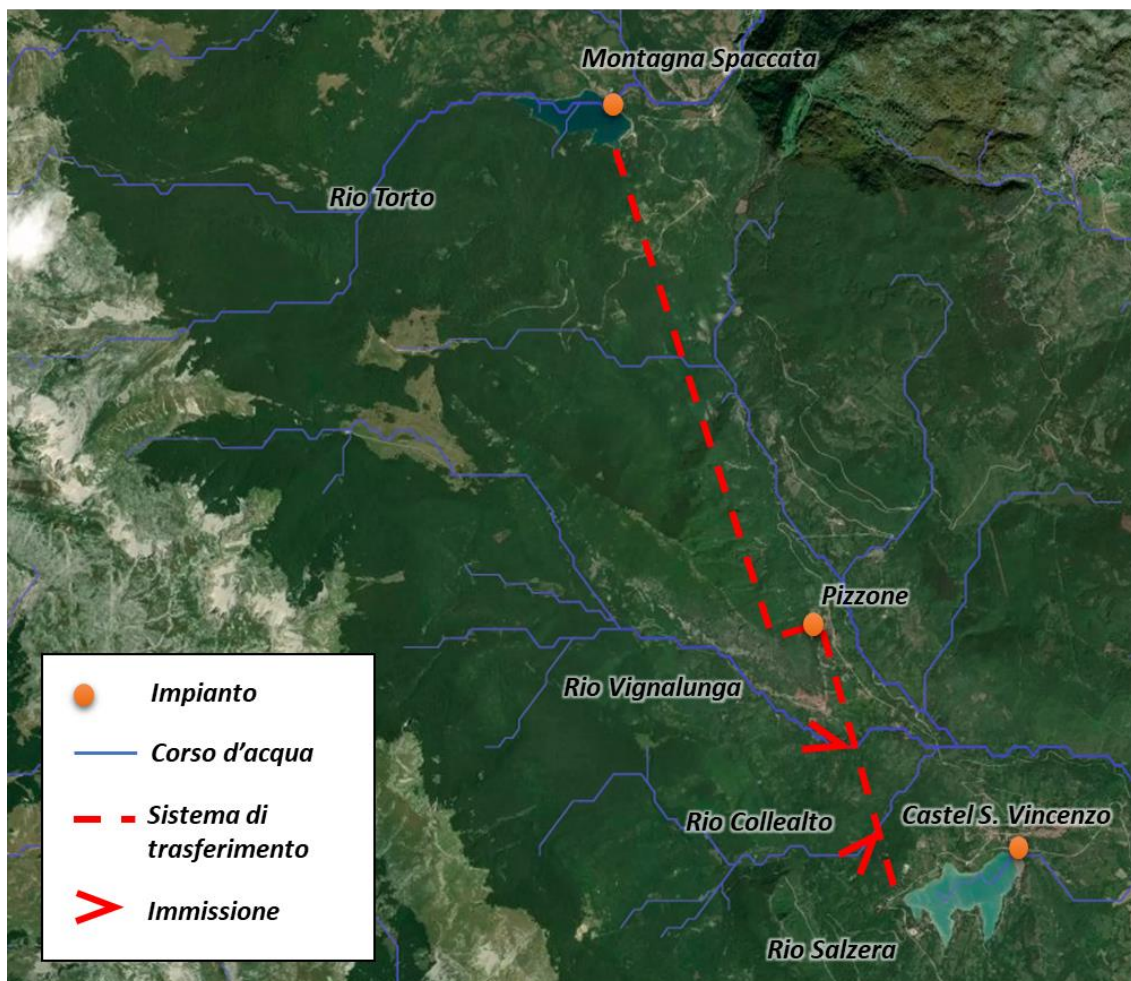 Montagna Spaccata
Rio Torto
Pizzone
Rio Vignalunga
Rio Collealto
Castel S. Vincenzo
Rio Salzera
Impianto
Corso d'acqua
Sistema di
trasferimento
Immissione